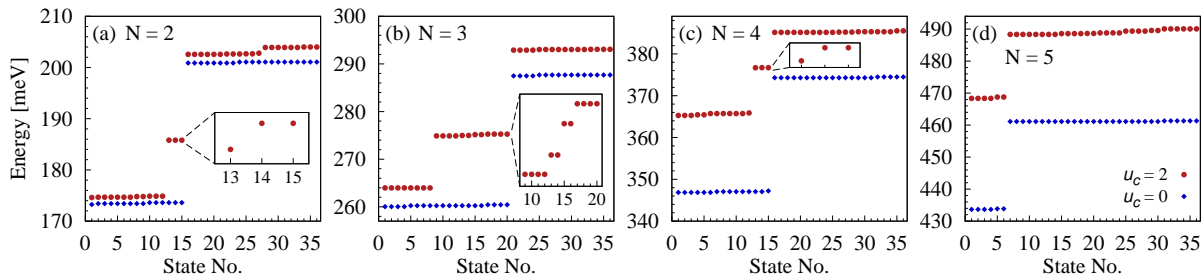 Energy [meV]
(a) N = 2
204
200
190
180
170
13 14 15
0 5 10 15 20 25 30 35
State No.
(b) N = 3
300
290
280
270
260
10 15 20
0 5 10 15 20 25 30 35
State No.
(c) N = 4
380
370
360
350
340
0 5 10 15 20 25 30 35
State No.
(d)
N = 5
490
480
470
460
450
440
430
u_c = 2
u_c = 0
0 5 10 15 20 25 30 35
State No.